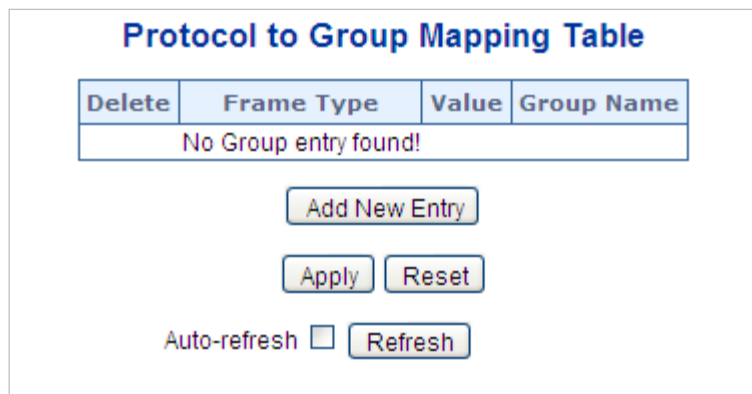 Protocol to Group Mapping Table
Delete Frame Type Value Group Name
No Group entry found!
Add New Entry
Apply Reset
Auto-refresh Refresh